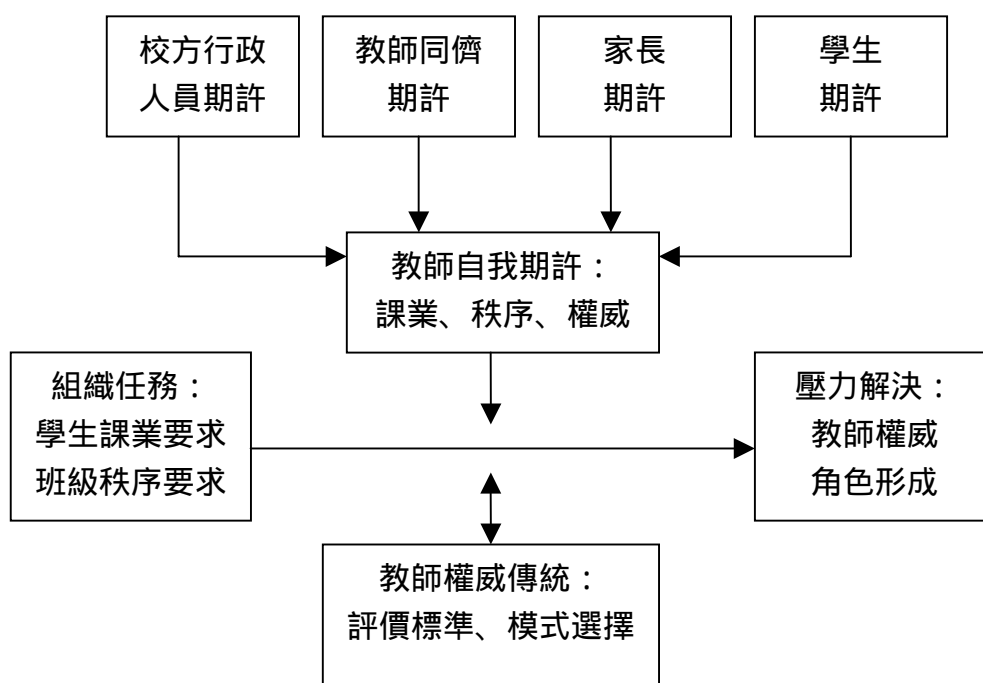 校方行政
人員期許
教師同儕
期許
家長
期許
學生
期許
教師自我期許：
課業、秩序、權威
組織任務：
學生課業要求
班級秩序要求
壓力解決：
教師權威
角色形成
教師權威傳統：
評價標準、模式選擇